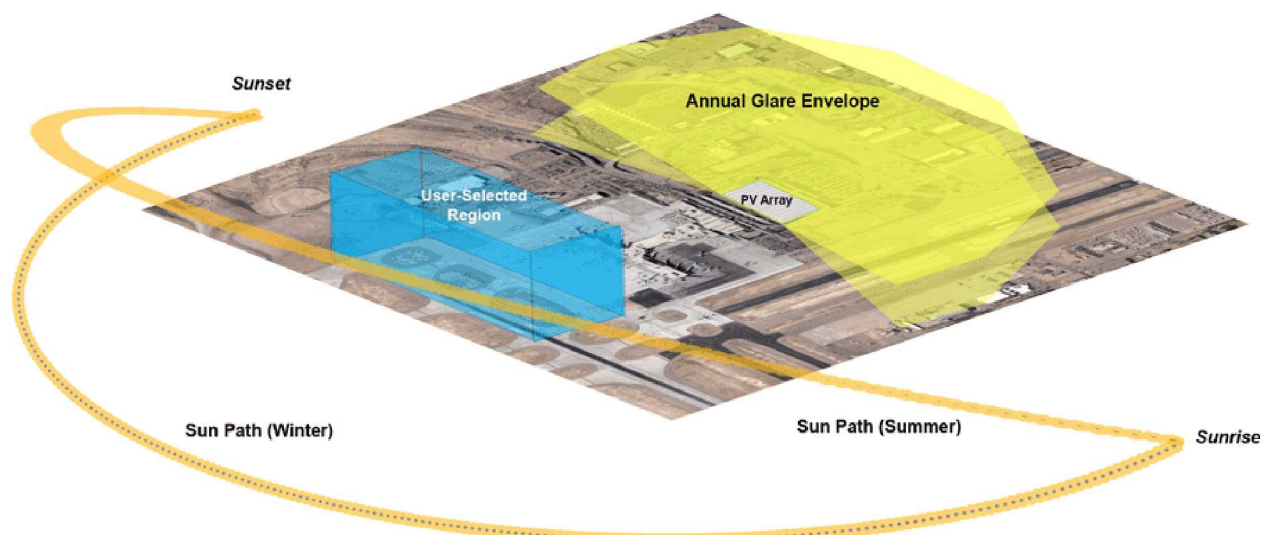 Sunset
Annual Glare Envelope
User-Selected
Region
PV Array
Sun Path (Winter)
Sun Path (Summer)
Sunrise